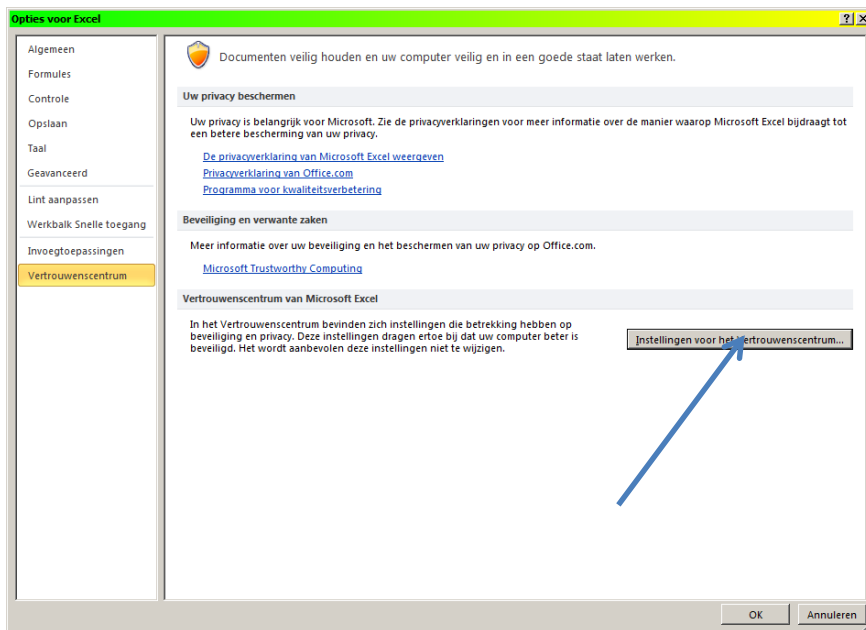 Opties voor Excel
Algemeen
Formules
Controle
Opslaan
Taal
Geavanceerd
Lint aanpassen
Werkbalk Snelle toegang
Invoegtoepassingen
Vertrouwenscentrum
Documenten veilig houden en uw computer veilig en in een goede staat laten werken.
Uw privacy beschermen
Uw privacy is belangrijk voor Microsoft. Zie de privacyverklaringen voor meer informatie over de manier waarop Microsoft Excel bijdraagt tot
een betere bescherming van uw privacy.
De privacyverklaring van Microsoft Excel weergeven
Privacyverklaring van Office.com
Programma voor kwaliteitsverbetering
Beveiliging en verwante zaken
Meer informatie over uw beveiliging en het beschermen van uw privacy op Office.com.
Microsoft Trustworthy Computing
Vertrouwenscentrum van Microsoft Excel
In het Vertrouwenscentrum bevinden zich instellingen die betrekking hebben op
beveiliging en privacy. Deze instellingen dragen ertoe bij dat uw computer beter is
beveiligd. Het wordt aanbevolen deze instellingen niet te wijzigen.
Instellingen voor het Vertrouwenscentrum...
OK
Annuleren